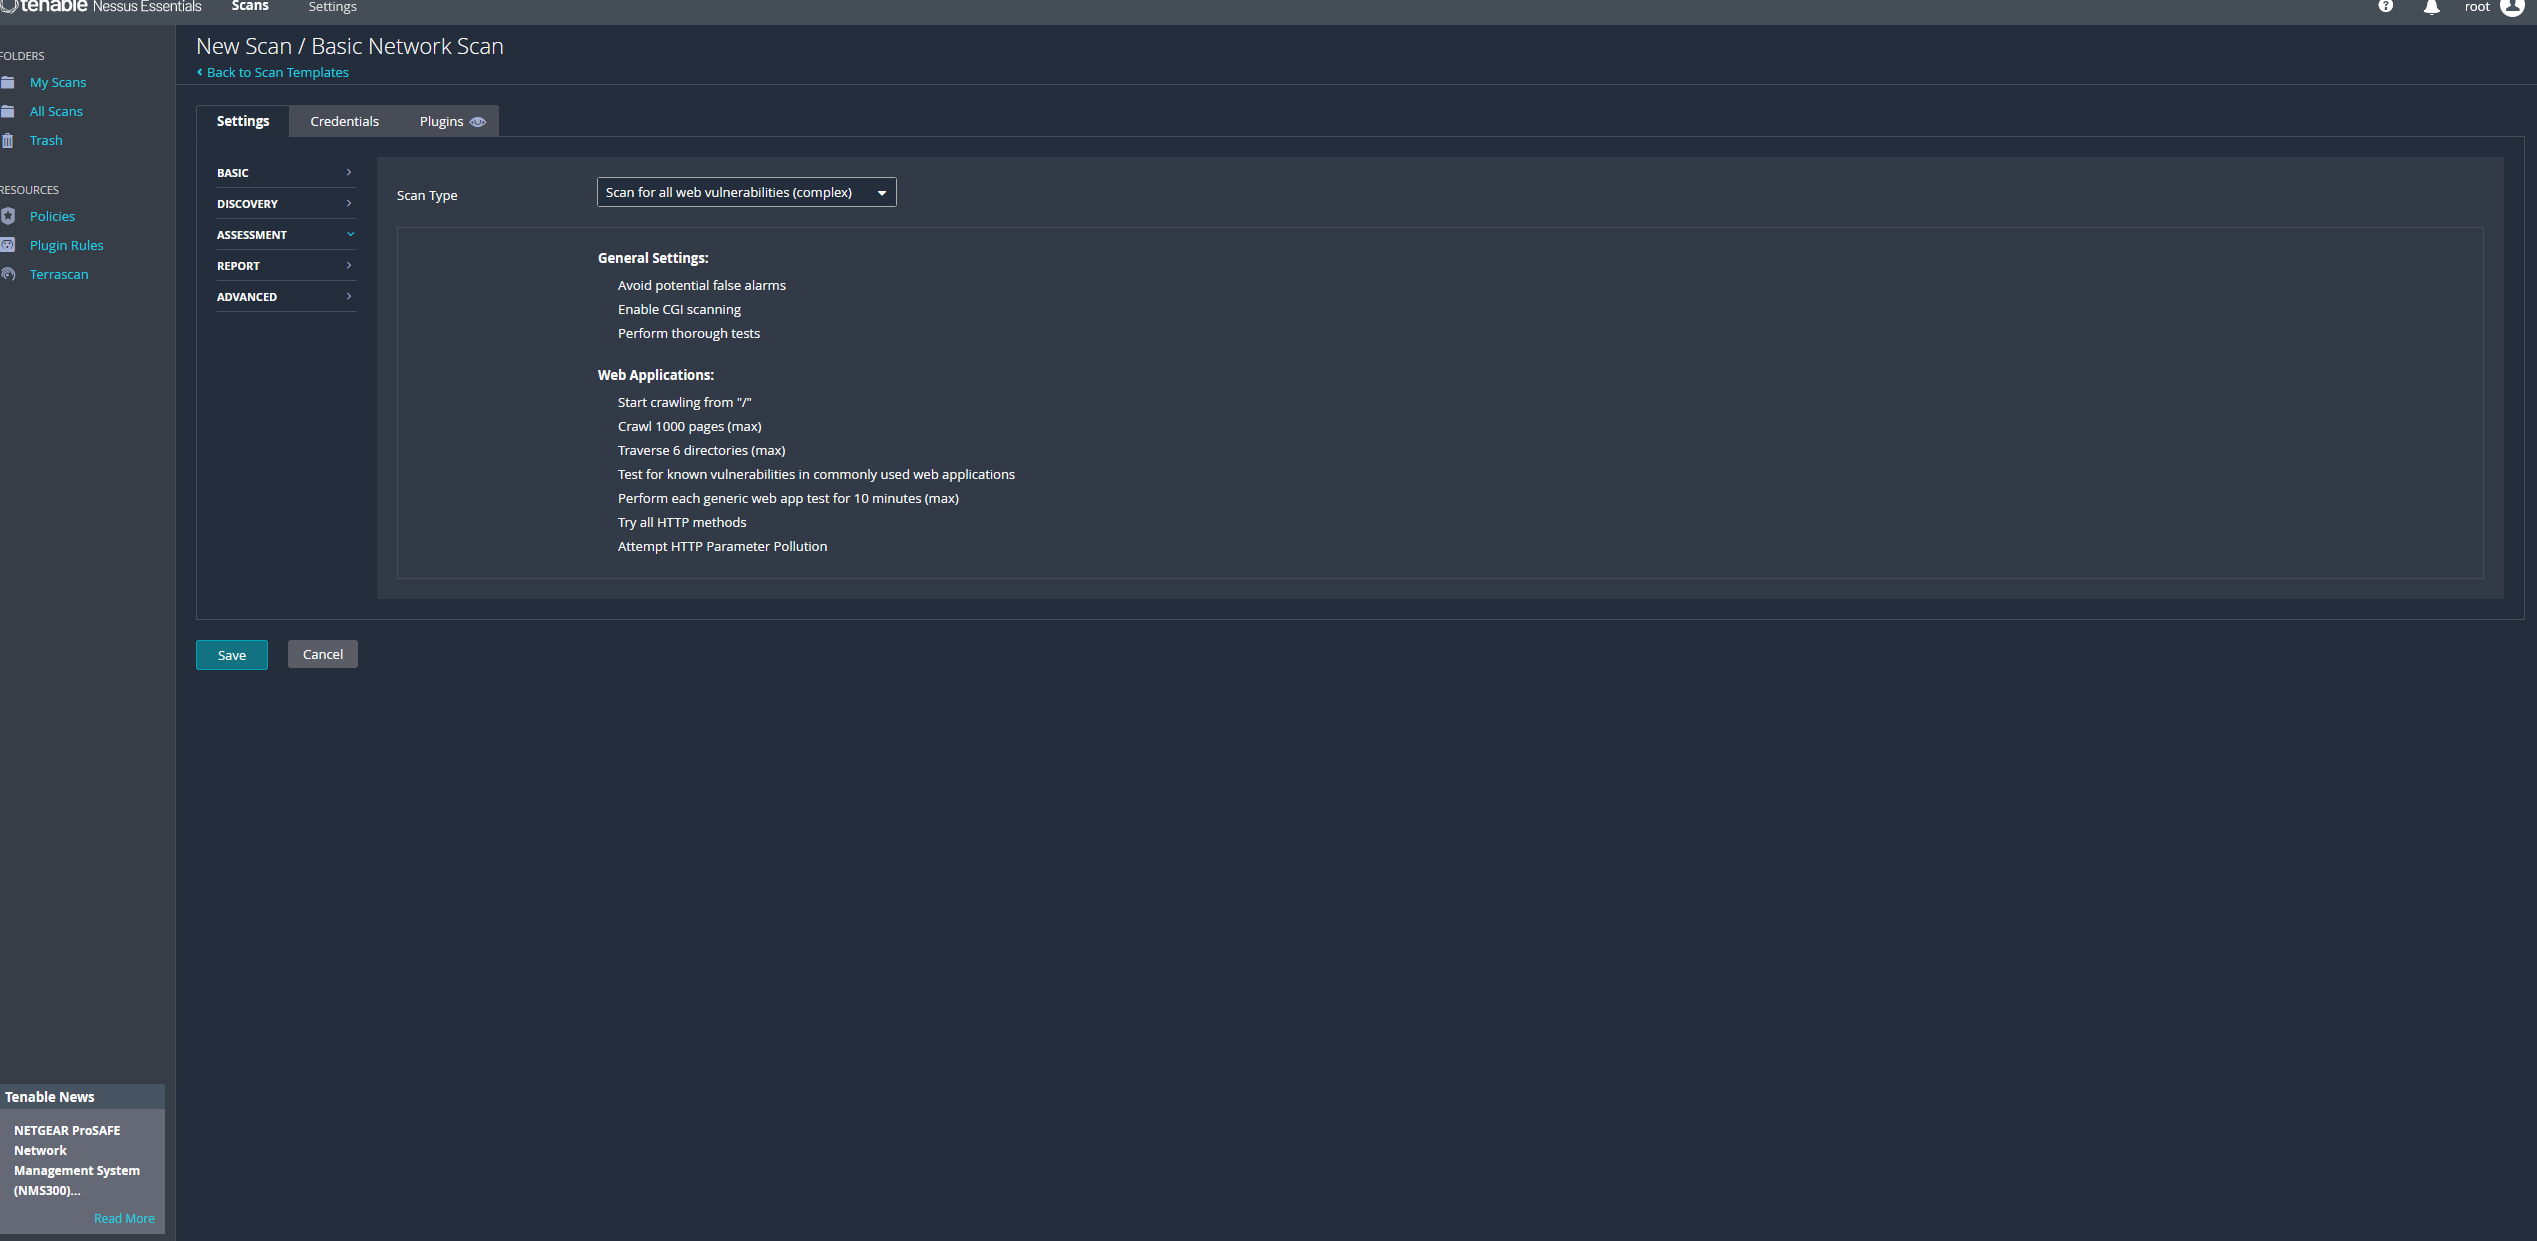 tenable Nessus Essentials
Scans
Settings
root
FOLDERS
My Scans
All Scans
Trash
RESOURCES
Policies
Plugin Rules
Terrascan
New Scan / Basic Network Scan
Back to Scan Templates
Settings
Credentials
Plugins
BASIC
DISCOVERY
ASSESSMENT
REPORT
ADVANCED
Scan Type
Scan for all web vulnerabilities (complex)
General Settings:
Avoid potential false alarms
Enable CGI scanning
Perform thorough tests
Web Applications:
Start crawling from "/"
Crawl 1000 pages (max)
Traverse 6 directories (max)
Test for known vulnerabilities in commonly used web applications
Perform each generic web app test for 10 minutes (max)
Try all HTTP methods
Attempt HTTP Parameter Pollution
Save
Cancel
Tenable News
NETGEAR ProSAFE
Network
Management System
(NMS300)...
Read More